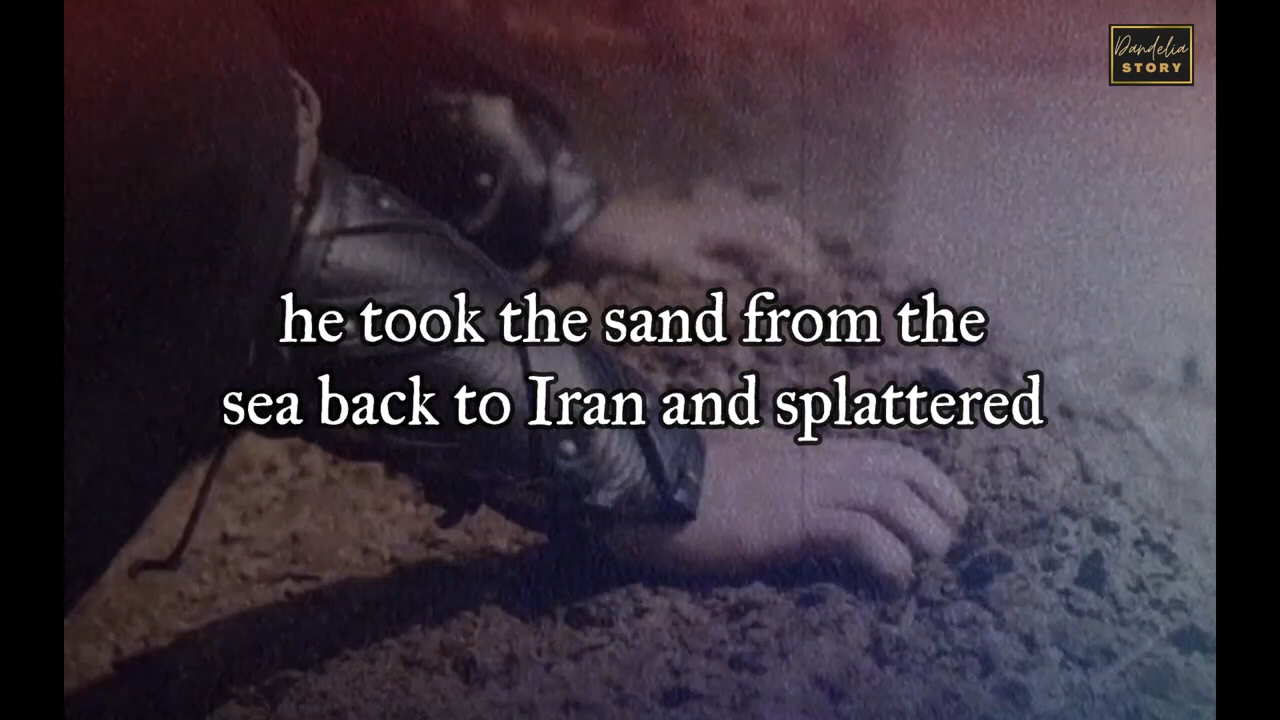 Dandelia
STORY
he took the sand from the
sea back to Iran and splattered